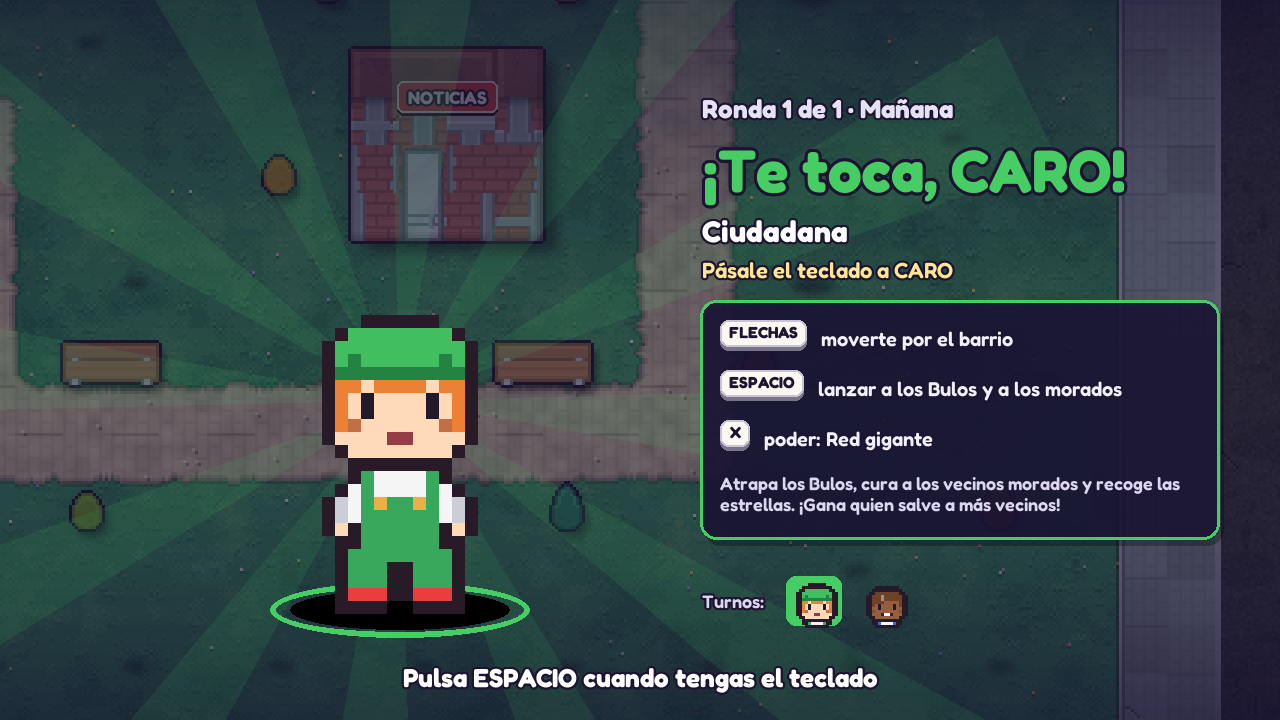 NOTICIAS
Ronda 1 de 1 · Mañana
¡Te toca, CARO!
Ciudadana
Pásale el teclado a CARO
FLECHAS moverte por el barrio
ESPACIO lanzar a los Bulos y a los morados
X poder: Red gigante
Atrapa los Bulos, cura a los vecinos morados y recoge las
estrellas. ¡Gana quien salve a más vecinos!
Turnos:
Pulsa ESPACIO cuando tengas el teclado